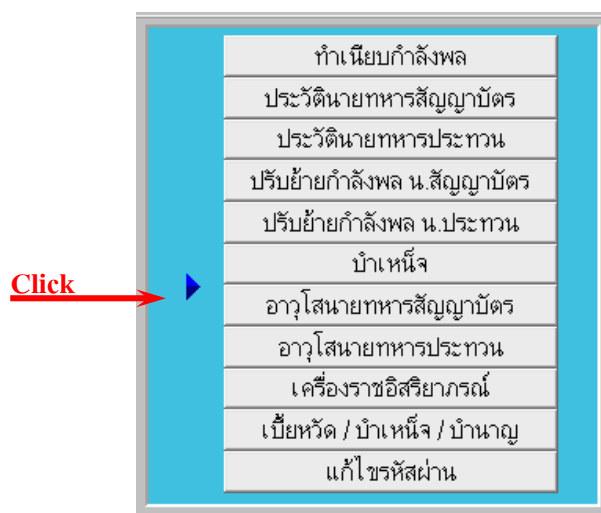 ทำเนียบกำลังพล
ประวัตินายทหารสัญญาบัตร
ประวัตินายทหารประทวน
ปรับย้ายกำลังพล น.สัญญาบัตร
ปรับย้ายกำลังพล น.ประทวน
บำเหน็จ
Click
อาวุโสนายทหารสัญญาบัตร
อาวุโสนายทหารประทวน
เครื่องราชอิสริยาภรณ์
เบี้ยหวัด / บำเหน็จ / บำนาญ
แก้ไขรหัสผ่าน